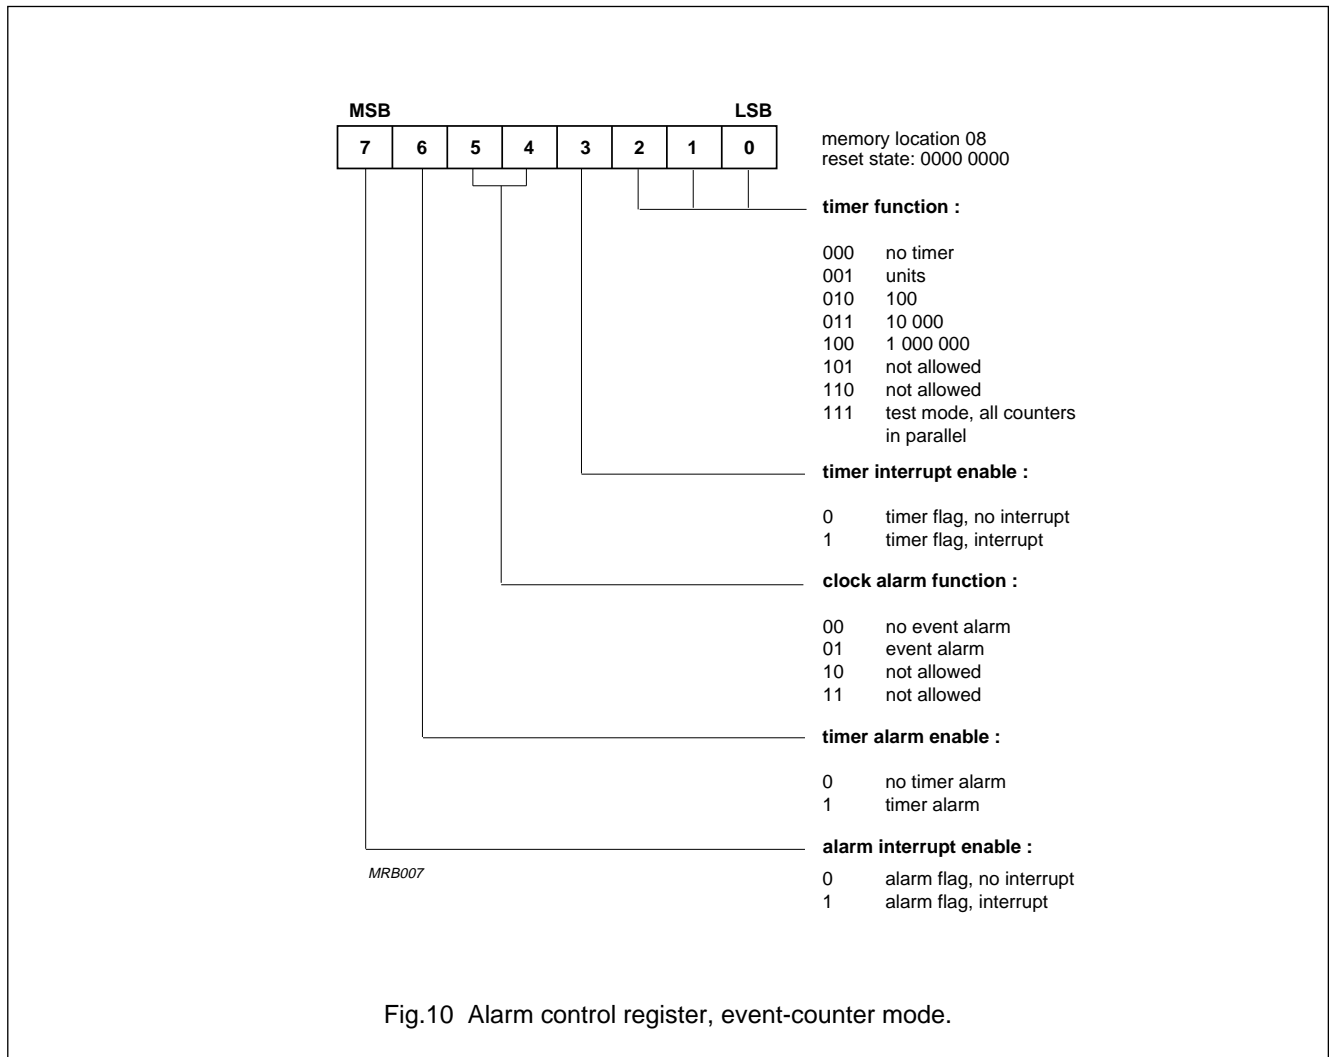 MSB LSB
7 6 5 4 3 2 1 0
memory location 08
reset state: 0000 0000
timer function :
000 no timer
001 units
010 100
011 10 000
100 1 000 000
101 not allowed
110 not allowed
111 test mode, all counters
in parallel
timer interrupt enable :
0 timer flag, no interrupt
1 timer flag, interrupt
clock alarm function :
00 no event alarm
01 event alarm
10 not allowed
11 not allowed
timer alarm enable :
0 no timer alarm
1 timer alarm
alarm interrupt enable :
0 alarm flag, no interrupt
1 alarm flag, interrupt
MRB007
Fig.10 Alarm control register, event-counter mode.